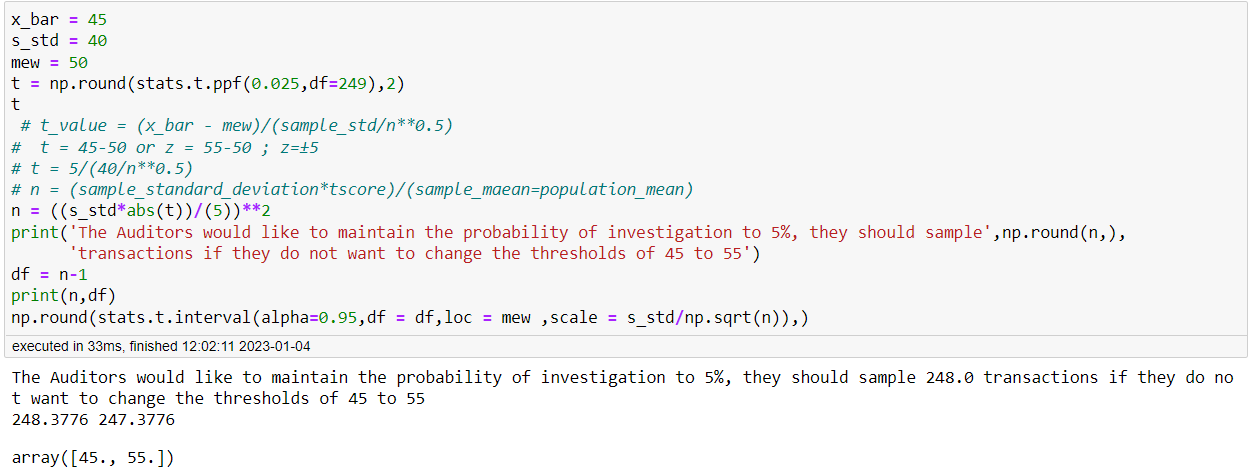 x_bar = 45
s_std = 40
mew = 50
t = np.round(stats.t.ppf(0.025,df=249),2)
t
# t_value = (x_bar - mew)/(sample_std/n**0.5)
#  t = 45-50 or z = 55-50 ; z=±5
# t = 5/(40/n**0.5)
# n = (sample_standard_deviation*tscore)/(sample_maean=population_mean)
n = ((s_std*abs(t))/(5))**2
print('The Auditors would like to maintain the probability of investigation to 5%, they should sample',np.round(n,),
'transactions if they do not want to change the thresholds of 45 to 55')
df = n-1
print(n,df)
np.round(stats.t.interval(alpha=0.95,df = df,loc = mew ,scale = s_std/np.sqrt(n)),)
executed in 33ms, finished 12:02:11 2023-01-04
The Auditors would like to maintain the probability of investigation to 5%, they should sample 248.0 transactions if they do no
t want to change the thresholds of 45 to 55
248.3776 247.3776
array([45., 55.])